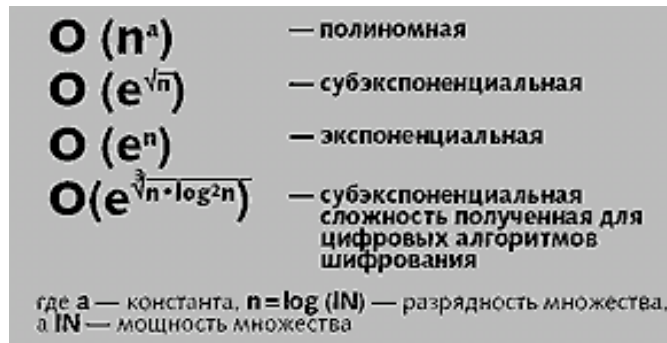 O (nᵃ) — полиномная
O (e^√n) — субэкспоненциальная
O (eⁿ) — экспоненциальная
O(e^∛(n·log²n)) — субэкспоненциальная
сложность полученная для
цифровых алгоритмов
шифрования
где a — константа, n=log (IN) — разрядность множества,
а IN — мощность множества